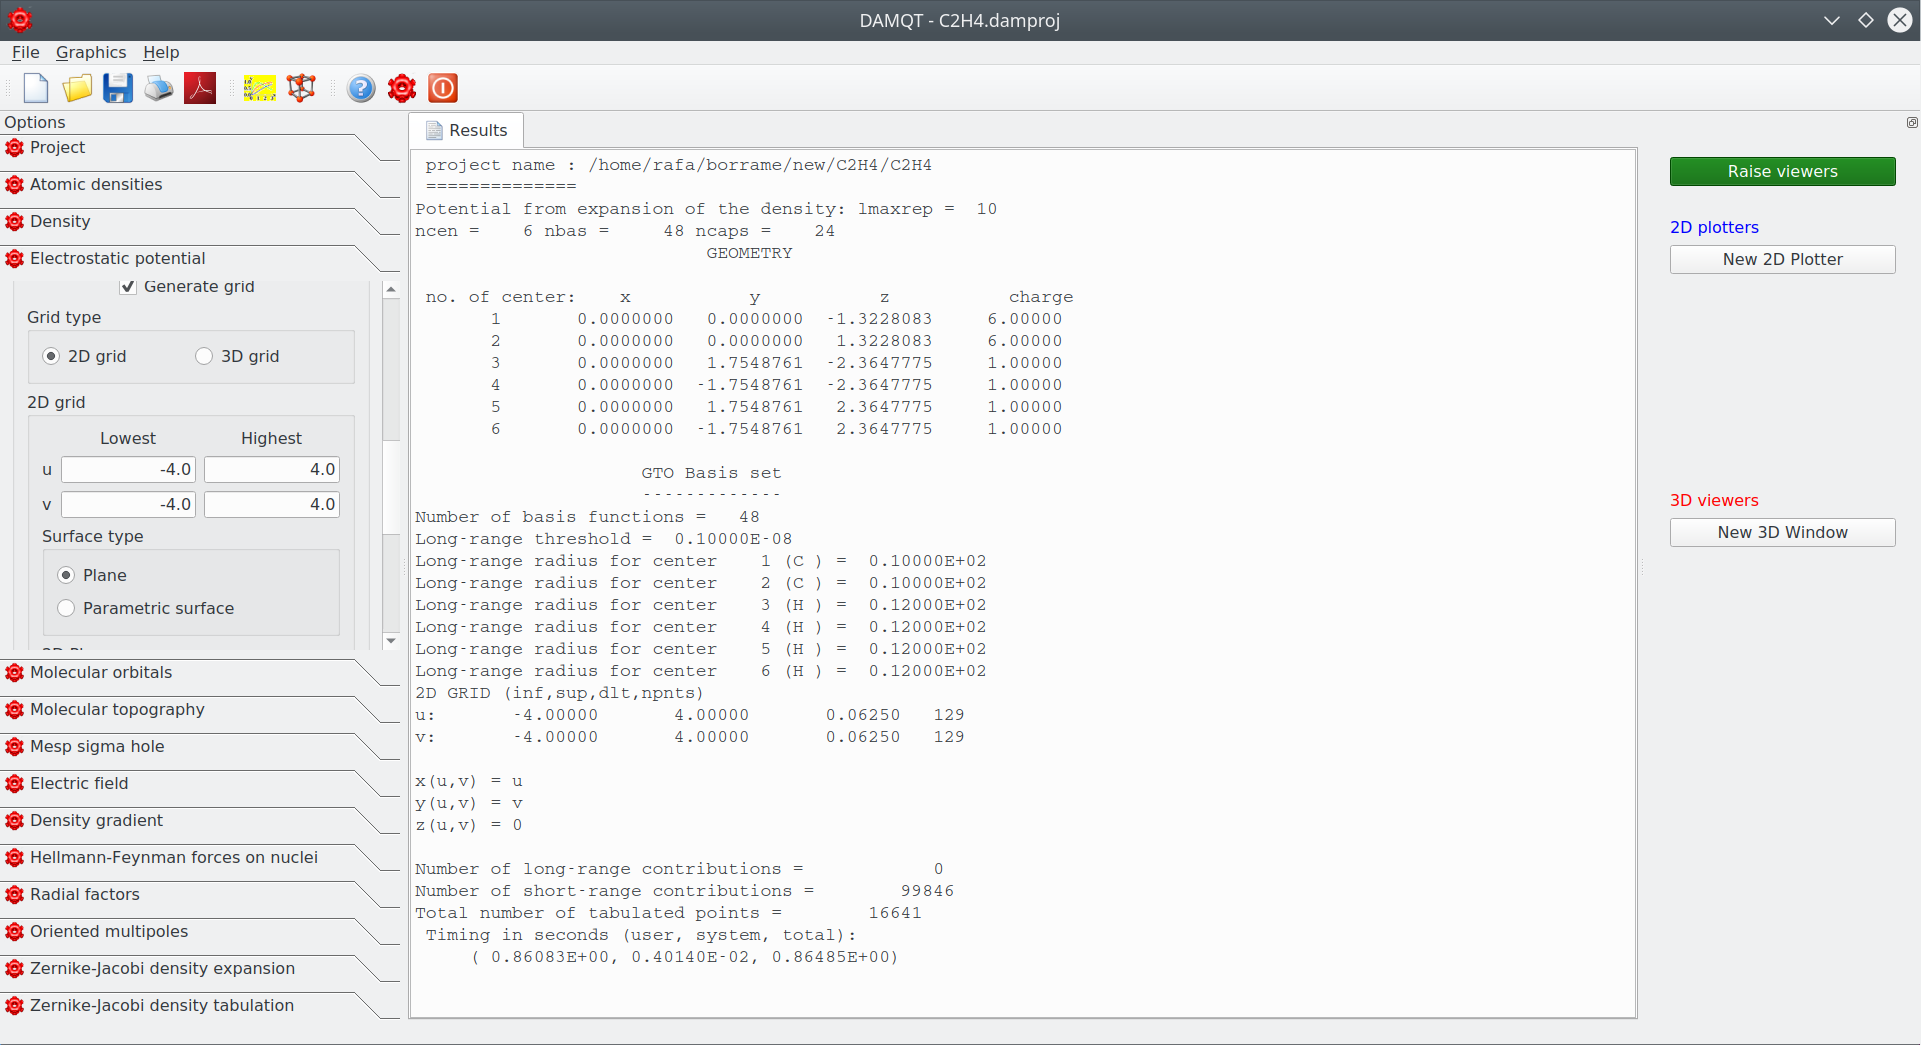 DAMQT - C2H4.damproj
File Graphics Help
Options
Project
Atomic densities
Density
Electrostatic potential
Generate grid
Grid type
2D grid 3D grid
2D grid
Lowest Highest
u -4.0 4.0
v -4.0 4.0
Surface type
Plane
Parametric surface
Molecular orbitals
Molecular topography
Mesp sigma hole
Electric field
Density gradient
Hellmann-Feynman forces on nuclei
Radial factors
Oriented multipoles
Zernike-Jacobi density expansion
Zernike-Jacobi density tabulation
Results
project name : /home/rafa/borrame/new/C2H4/C2H4
==============
Potential from expansion of the density: lmaxrep = 10
ncen = 6 nbas = 48 ncaps = 24
GEOMETRY
no. of center: x y z charge
1 0.0000000 0.0000000 -1.3228083 6.00000
2 0.0000000 0.0000000 1.3228083 6.00000
3 0.0000000 1.7548761 -2.3647775 1.00000
4 0.0000000 -1.7548761 -2.3647775 1.00000
5 0.0000000 1.7548761 2.3647775 1.00000
6 0.0000000 -1.7548761 2.3647775 1.00000
GTO Basis set
-------------
Number of basis functions = 48
Long-range threshold = 0.10000E-08
Long-range radius for center 1 (C ) = 0.10000E+02
Long-range radius for center 2 (C ) = 0.10000E+02
Long-range radius for center 3 (H ) = 0.12000E+02
Long-range radius for center 4 (H ) = 0.12000E+02
Long-range radius for center 5 (H ) = 0.12000E+02
Long-range radius for center 6 (H ) = 0.12000E+02
2D GRID (inf,sup,dlt,npnts)
u: -4.00000 4.00000 0.06250 129
v: -4.00000 4.00000 0.06250 129
x(u,v) = u
y(u,v) = v
z(u,v) = 0
Number of long-range contributions = 0
Number of short-range contributions = 99846
Total number of tabulated points = 16641
Timing in seconds (user, system, total):
( 0.86083E+00, 0.40140E-02, 0.86485E+00)
Raise viewers
2D plotters
New 2D Plotter
3D viewers
New 3D Window